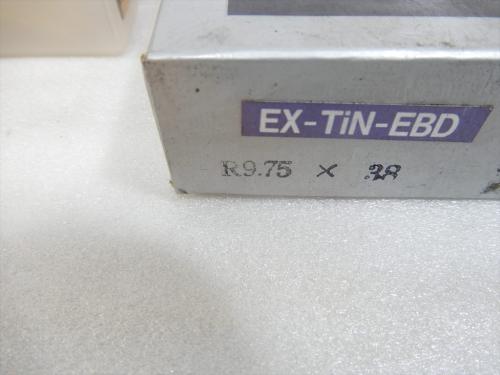 EX-TiN-EBD
R9.75 × 38